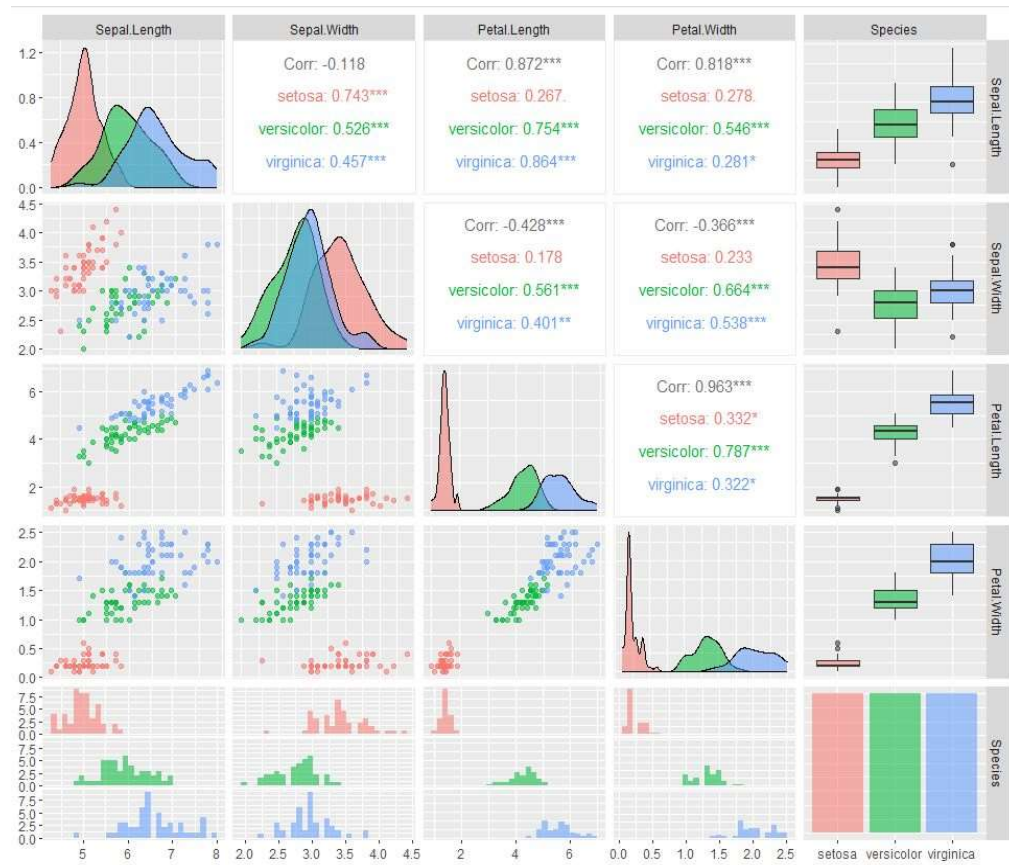 Sepal.Length Sepal.Width Petal.Length Petal.Width Species
1.2
0.8
0.4
0.0
Corr: -0.118
setosa: 0.743***
versicolor: 0.526***
virginica: 0.457***
Corr: 0.872***
setosa: 0.267.
versicolor: 0.754***
virginica: 0.864***
Corr: 0.818***
setosa: 0.278.
versicolor: 0.546***
virginica: 0.281*
Sepal.Length
4.5
4.0
3.5
3.0
2.5
2.0
Corr: -0.428***
setosa: 0.178
versicolor: 0.561***
virginica: 0.401**
Corr: -0.366***
setosa: 0.233
versicolor: 0.664***
virginica: 0.538***
Sepal.Width
6
4
2
Corr: 0.963***
setosa: 0.332*
versicolor: 0.787***
virginica: 0.322*
Petal.Length
2.5
2.0
1.5
1.0
0.5
0.0
Petal.Width
7.5
5.0
2.5
0.0
7.5
5.0
2.5
0.0
7.5
5.0
2.5
0.0
Species
5 6 7 8 2.0 2.5 3.0 3.5 4.0 4.5 2 4 6 0.0 0.5 1.0 1.5 2.0 2.5 setosa versicolor virginica